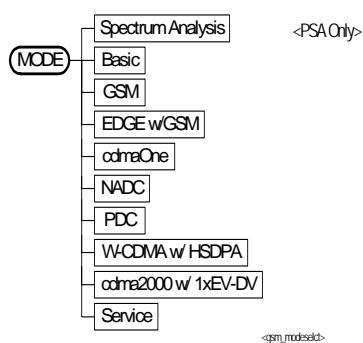 Spectrum Analysis <PSA Only>
MODE
Basic
GSM
EDGE w/GSM
cdmaOne
NADC
PDC
W-CDMA w/ HSDPA
cdma2000 w/ 1xEV-DV
Service
<gsm_modeselct>